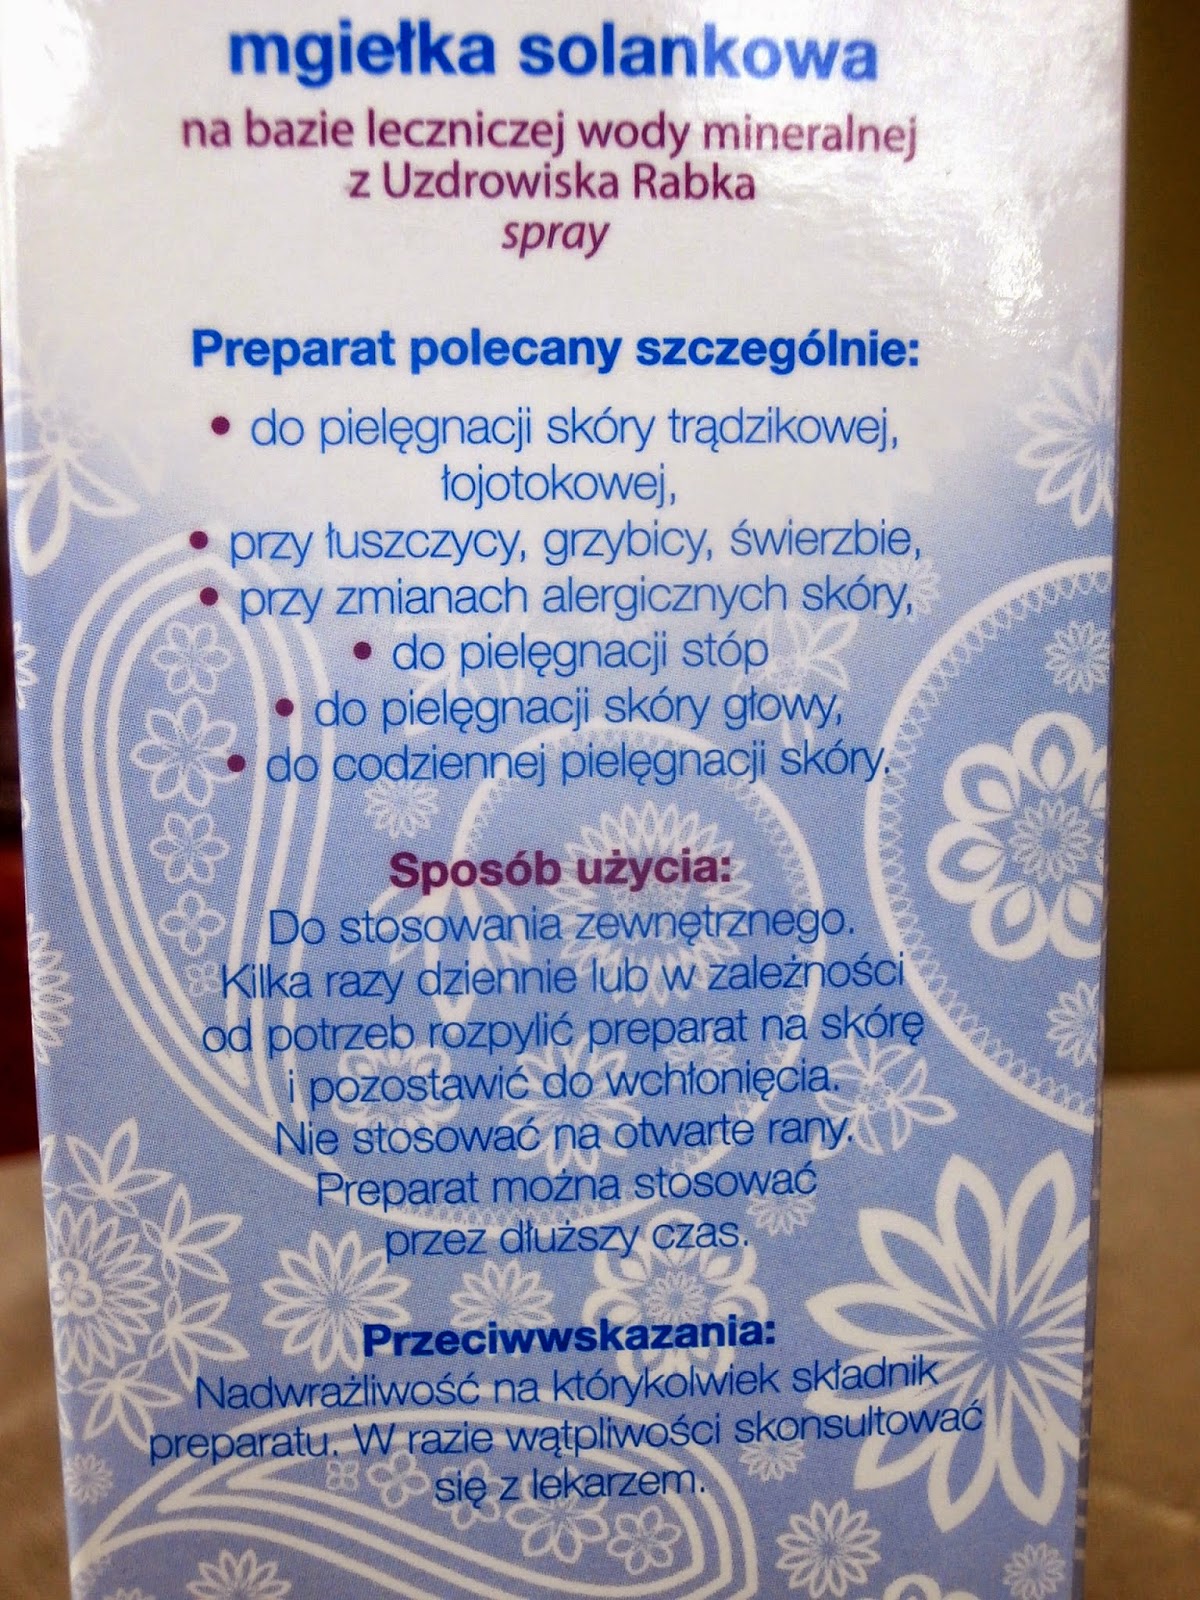 mgiełka solankowa
na bazie leczniczej wody mineralnej
z Uzdrowiska Rabka
spray
Preparat polecany szczególnie:
• do pielęgnacji skóry trądzikowej,
łojotokowej,
• przy łuszczycy, grzybicy, świerzbie,
• przy zmianach alergicznych skóry,
• do pielęgnacji stóp
• do pielęgnacji skóry głowy,
• do codziennej pielęgnacji skóry.
Sposób użycia:
Do stosowania zewnętrznego.
Kilka razy dziennie lub w zależności
od potrzeb rozpylić preparat na skórę
i pozostawić do wchłonięcia.
Nie stosować na otwarte rany.
Preparat można stosować
przez dłuższy czas.
Przeciwwskazania:
Nadwrażliwość na którykolwiek składnik
preparatu. W razie wątpliwości skonsultować
się z lekarzem.